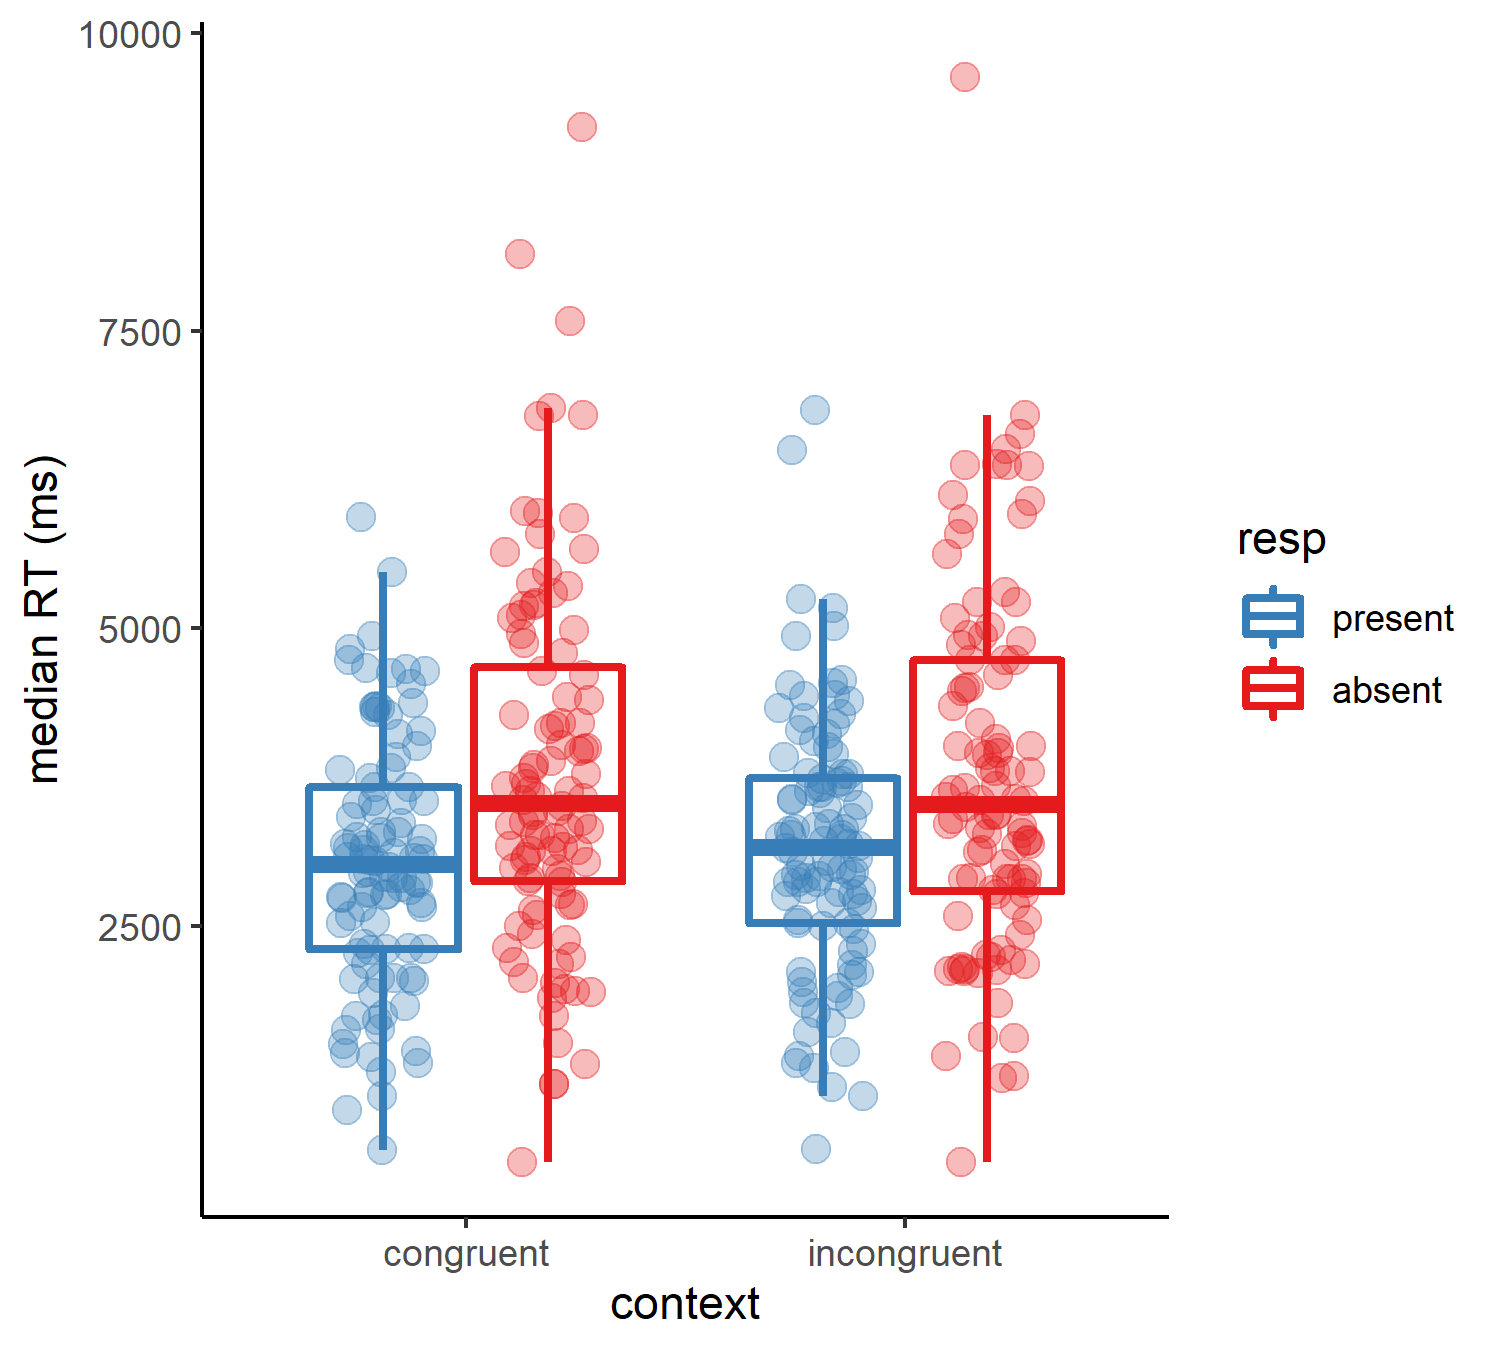 10000
7500
5000
2500
median RT (ms)
congruent
incongruent
context
resp
present
absent